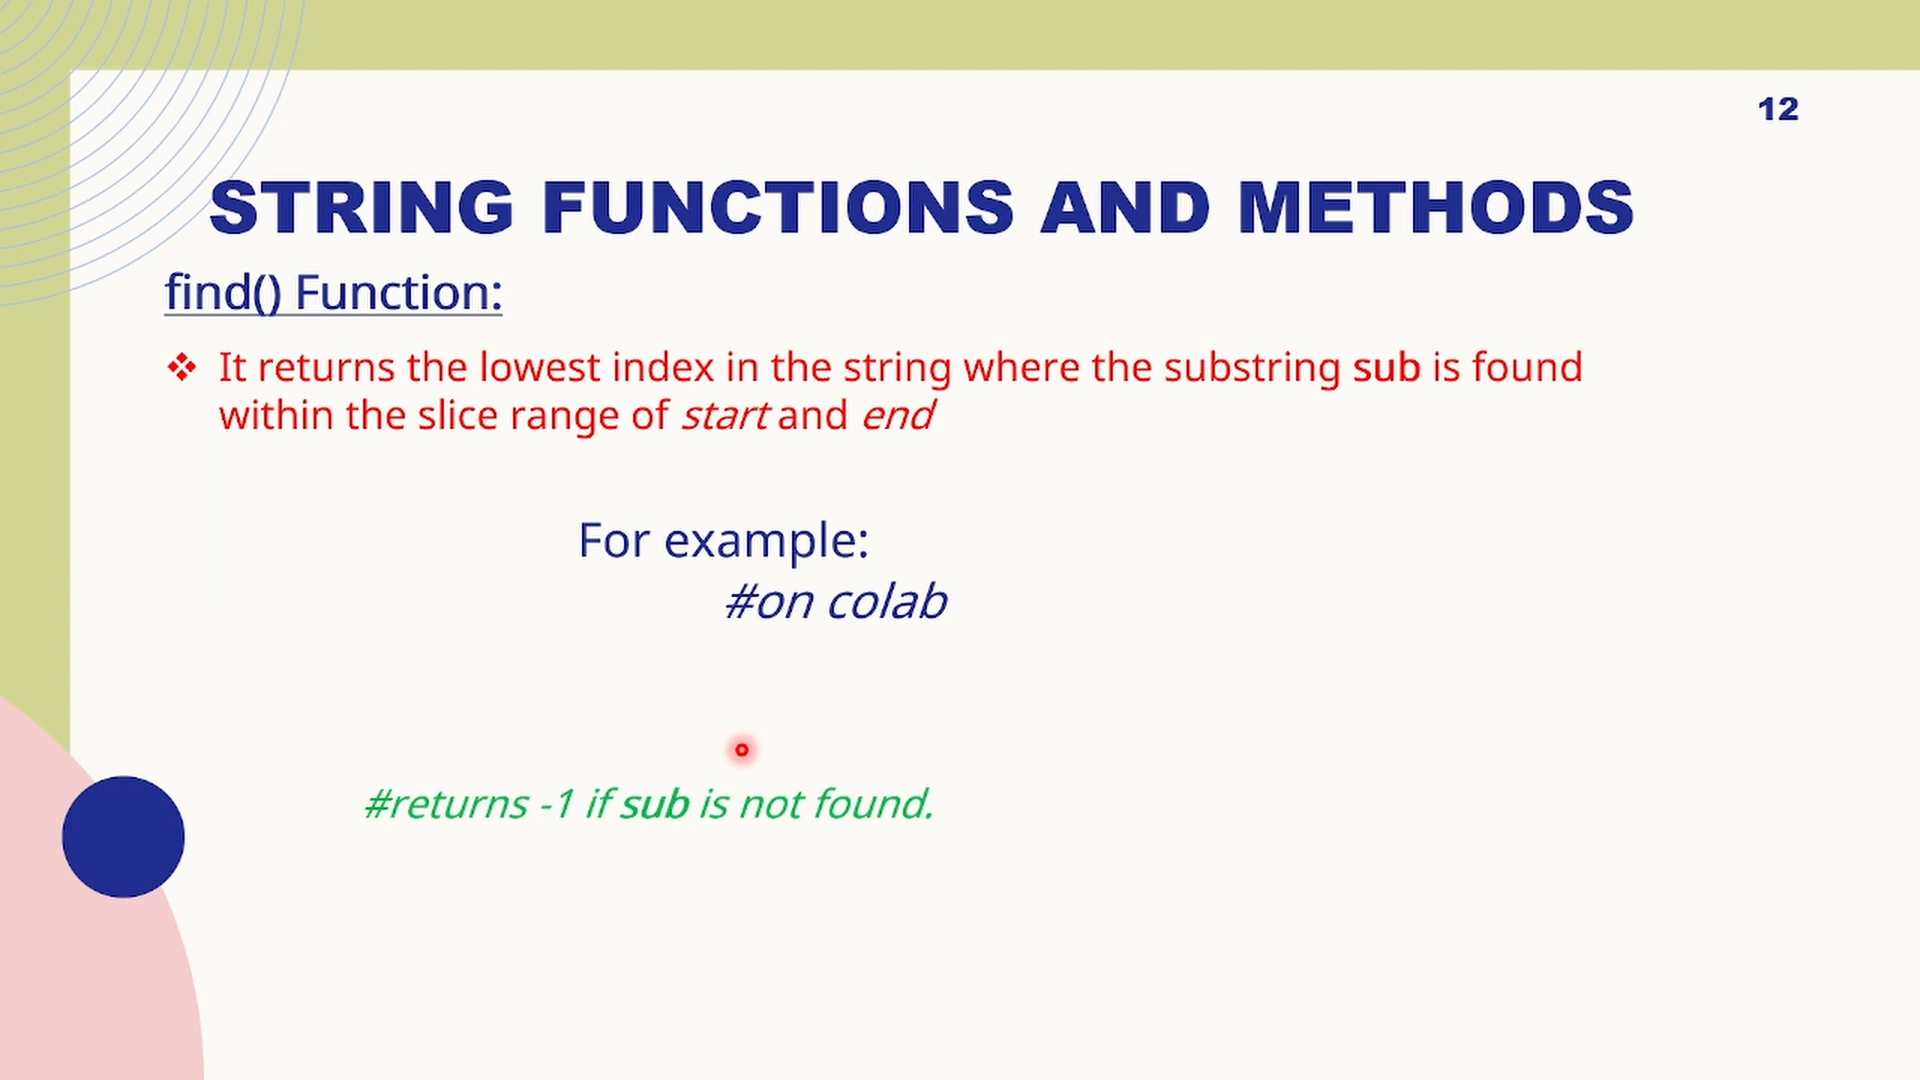 12
STRING FUNCTIONS AND METHODS
find() Function:
❖ It returns the lowest index in the string where the substring sub is found
within the slice range of start and end
For example:
#on colab
#returns -1 if sub is not found.